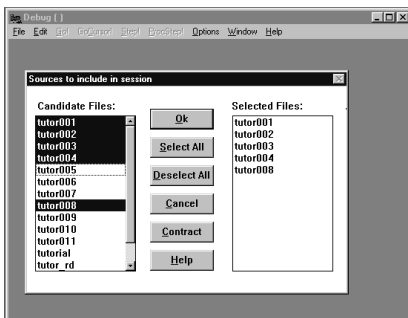 Debug ( )
File Edit Go! GoCursor! Step! ProcStep! Options Window Help
Sources to include in session
Candidate Files:
tutor001
tutor002
tutor003
tutor004
tutor005
tutor006
tutor007
tutor008
tutor009
tutor010
tutor011
tutorial
tutor_rd
Ok
Select All
Deselect All
Cancel
Contract
Help
Selected Files:
tutor001
tutor002
tutor003
tutor004
tutor008